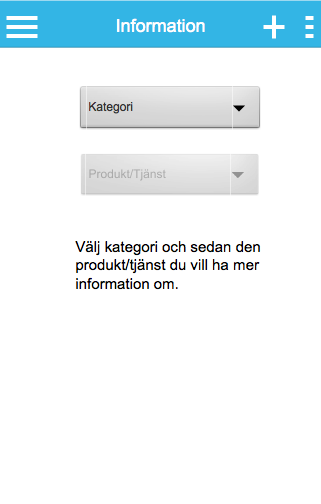 Information
Kategori
Produkt/Tjänst
Välj kategori och sedan den
produkt/tjänst du vill ha mer
information om.